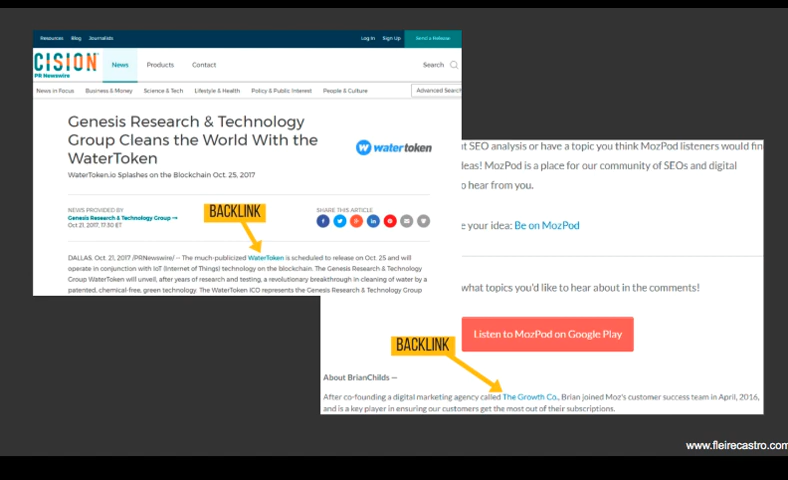 Resources Blog Journalists Log In Sign Up Send a Release
CISION
PR Newswire
News Products Contact Search
News in Focus Business & Money Science & Tech Lifestyle & Health Policy & Public Interest People & Culture Advanced Search
Genesis Research & Technology
Group Cleans the World With the
WaterToken
watertoken
WaterToken.io Splashes on the Blockchain Oct. 25, 2017
NEWS PROVIDED BY
Genesis Research & Technology Group →
Oct 21, 2017, 17:50 ET
BACKLINK
SHARE THIS ARTICLE
DALLAS, Oct. 21, 2017 /PRNewswire/ -- The much-publicized WaterToken is scheduled to release on Oct. 25 and will
operate in conjunction with IoT (Internet of Things) technology on the blockchain. The Genesis Research & Technology
Group WaterToken will unveil, after years of research and testing, a revolutionary breakthrough in cleaning of water by a
patented, chemical-free, green technology. The WaterToken ICO represents the Genesis Research & Technology Group
SEO analysis or have a topic you think MozPod listeners would fin
eas! MozPod is a place for our community of SEOs and digital
o hear from you.
e your idea: Be on MozPod
what topics you'd like to hear about in the comments!
Listen to MozPod on Google Play
BACKLINK
About BrianChilds —
After co-founding a digital marketing agency called The Growth Co., Brian joined Moz's customer success team in April, 2016,
and is a key player in ensuring our customers get the most out of their subscriptions.
www.fleirecastro.com